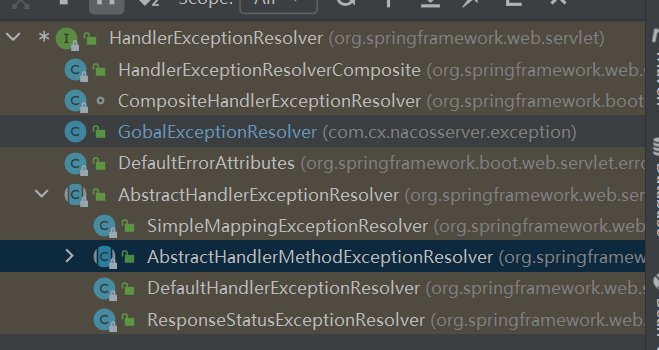 Scope: All
HandlerExceptionResolver (org.springframework.web.servlet)
HandlerExceptionResolverComposite (org.springframework.web.s
CompositeHandlerExceptionResolver (org.springframework.boot
GobalExceptionResolver (com.cx.nacosserver.exception)
DefaultErrorAttributes (org.springframework.boot.web.servlet.erro
AbstractHandlerExceptionResolver (org.springframework.web.ser
SimpleMappingExceptionResolver (org.springframework.web.s
AbstractHandlerMethodExceptionResolver (org.springframew
DefaultHandlerExceptionResolver (org.springframework.web.s
ResponseStatusExceptionResolver (org.springframework.web.